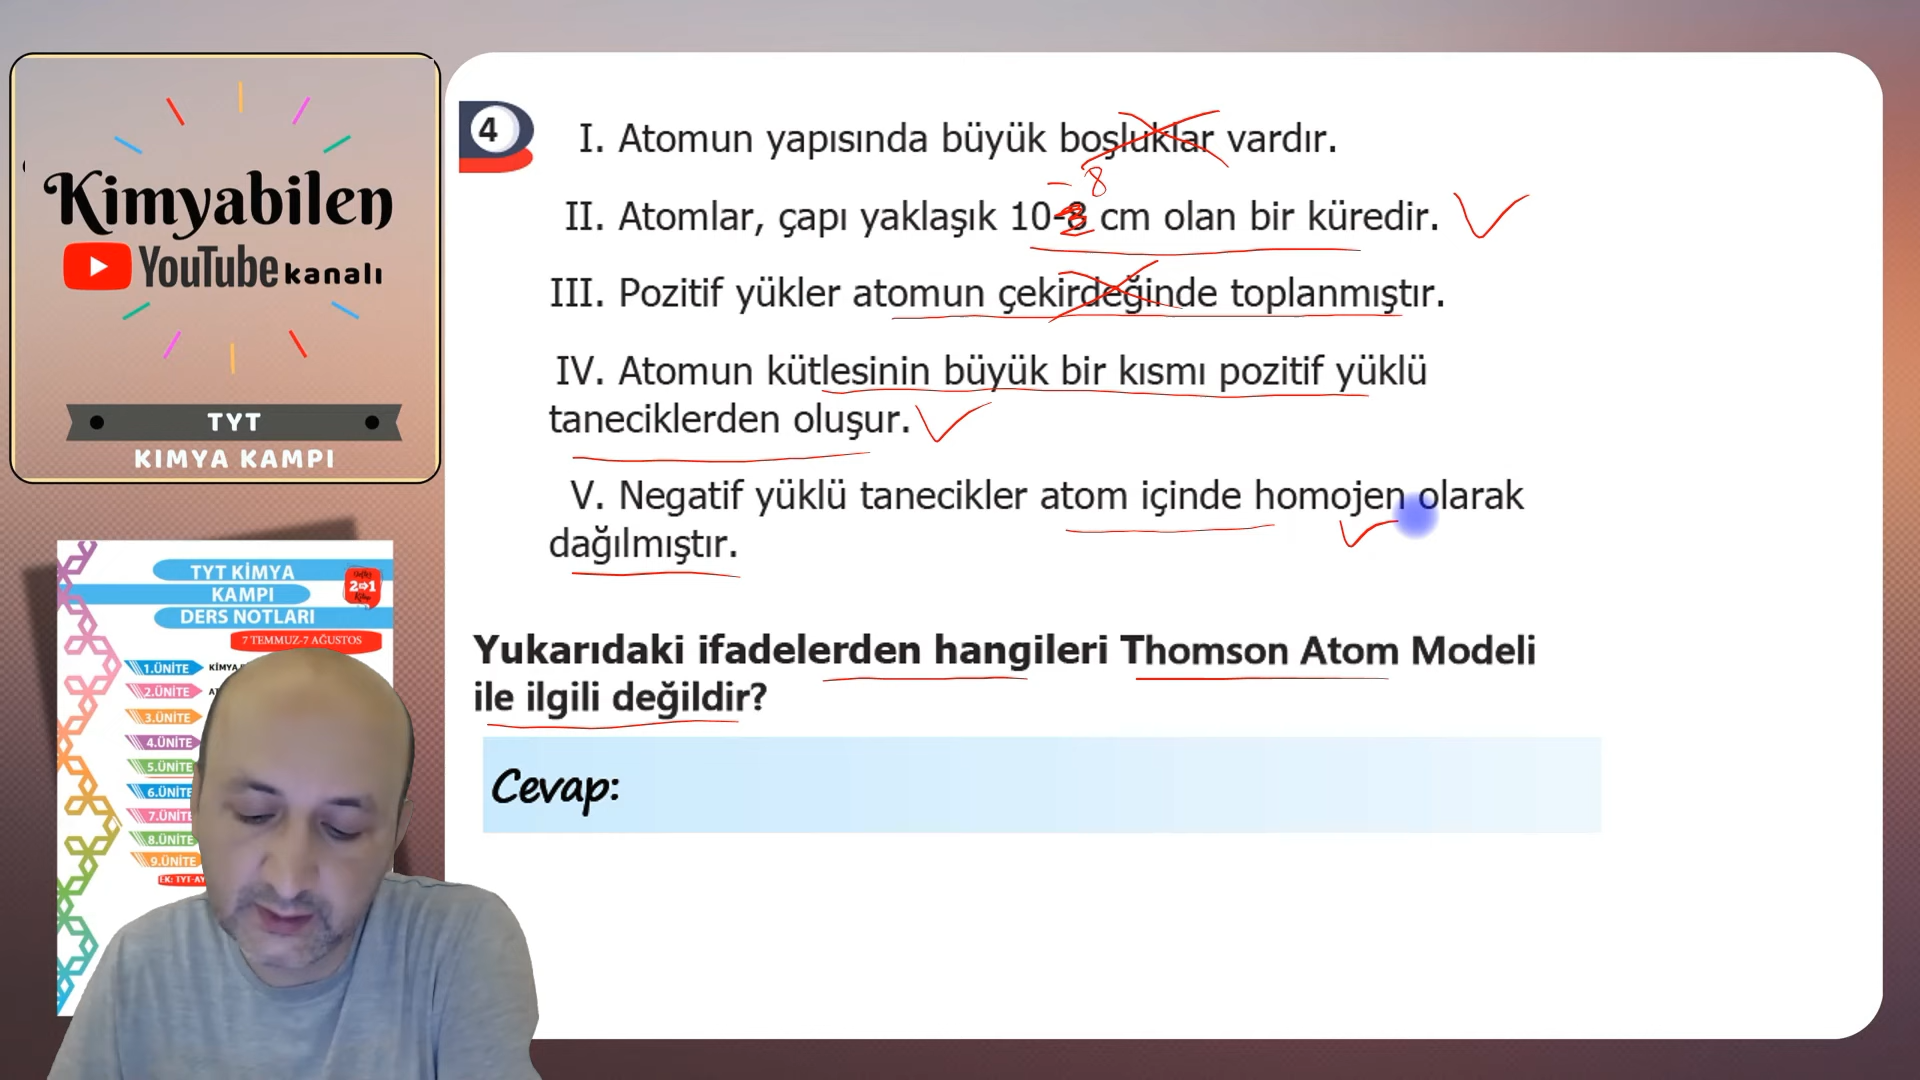 Kimyabilen
YouTube kanalı
TYT
KIMYA KAMPI
TYT KİMYA
KAMPI
DERS NOTLARI
2⇨1
7 TEMMUZ-7 AĞUSTOS
1.ÜNİTE
2.ÜNİTE
3.ÜNİTE
4.ÜNİTE
5.ÜNİTE
6.ÜNİTE
7.ÜNİTE
8.ÜNİTE
9.ÜNİTE
4
I. Atomun yapısında büyük boşluklar vardır.
-8
II. Atomlar, çapı yaklaşık 10-8 cm olan bir küredir.
III. Pozitif yükler atomun çekirdeğinde toplanmıştır.
IV. Atomun kütlesinin büyük bir kısmı pozitif yüklü
taneciklerden oluşur.
V. Negatif yüklü tanecikler atom içinde homojen olarak
dağılmıştır.
Yukarıdaki ifadelerden hangileri Thomson Atom Modeli
ile ilgili değildir?
Cevap: